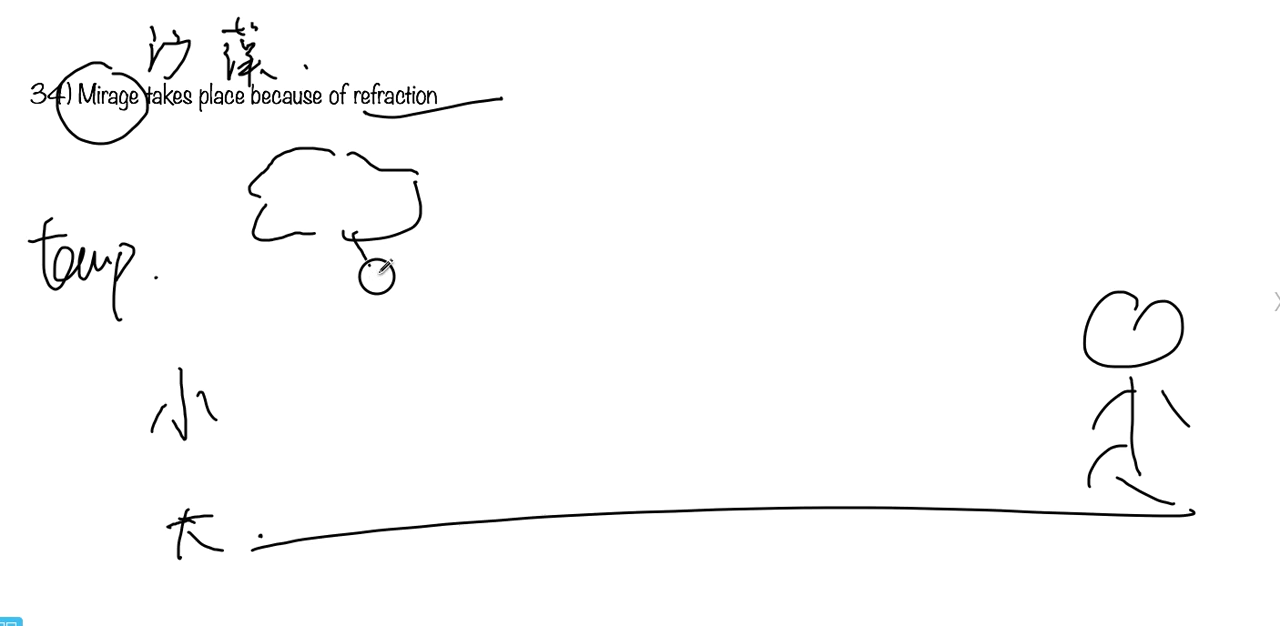 沙漠.
34) Mirage takes place because of refraction
temp.
小
大.